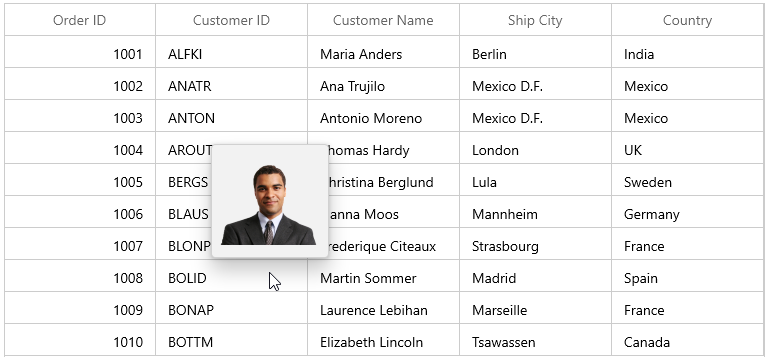 Order ID Customer ID Customer Name Ship City Country
1001 ALFKI Maria Anders Berlin India
1002 ANATR Ana Trujilo Mexico D.F. Mexico
1003 ANTON Antonio Moreno Mexico D.F. Mexico
1004 AROUT homas Hardy London UK
1005 BERGS hristina Berglund Lula Sweden
1006 BLAUS anna Moos Mannheim Germany
1007 BLONP rederique Citeaux Strasbourg France
1008 BOLID Martin Sommer Madrid Spain
1009 BONAP Laurence Lebihan Marseille France
1010 BOTTM Elizabeth Lincoln Tsawassen Canada